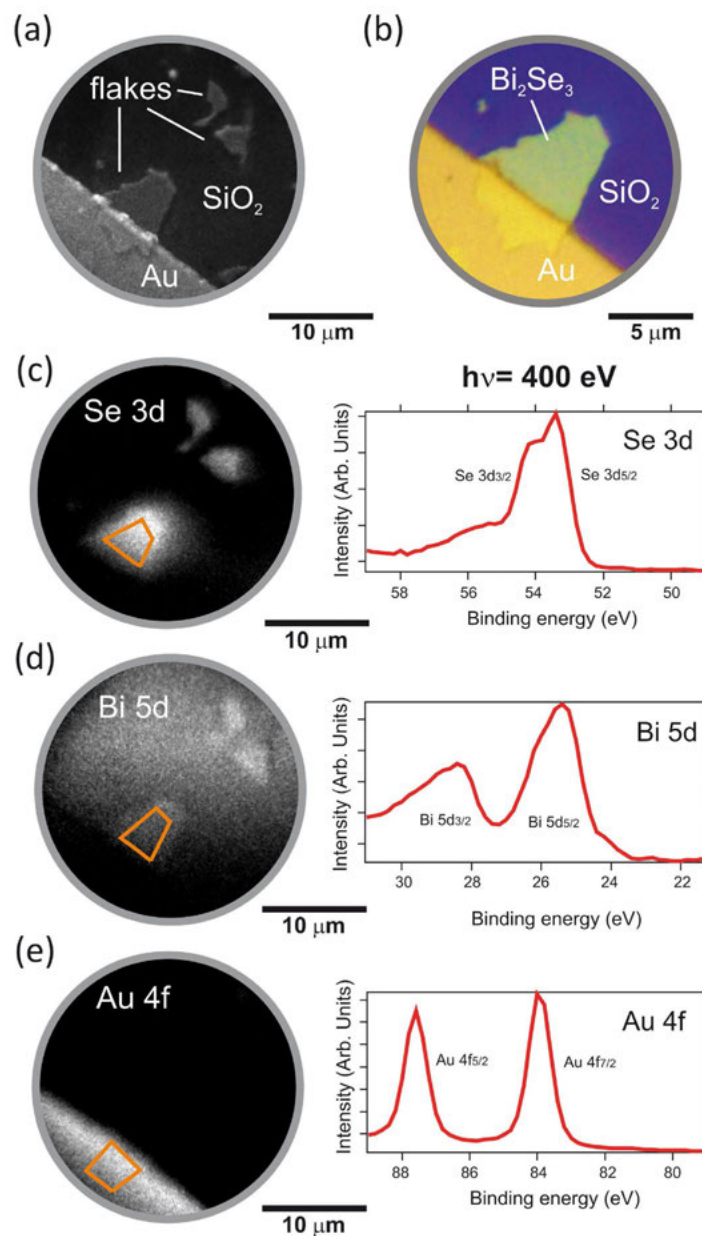 (a)
flakes
SiO₂
Au
10 μm
(b)
Bi₂Se₃
SiO₂
Au
5 μm
(c)
Se 3d
10 μm
hν= 400 eV
Intensity (Arb. Units)
Se 3d
Se 3d3/2
Se 3d5/2
58 56 54 52 50
Binding energy (eV)
(d)
Bi 5d
10 μm
Intensity (Arb. Units)
Bi 5d
Bi 5d3/2
Bi 5d5/2
30 28 26 24 22
Binding energy (eV)
(e)
Au 4f
10 μm
Intensity (Arb. Units)
Au 4f
Au 4f5/2
Au 4f7/2
88 86 84 82 80
Binding energy (eV)